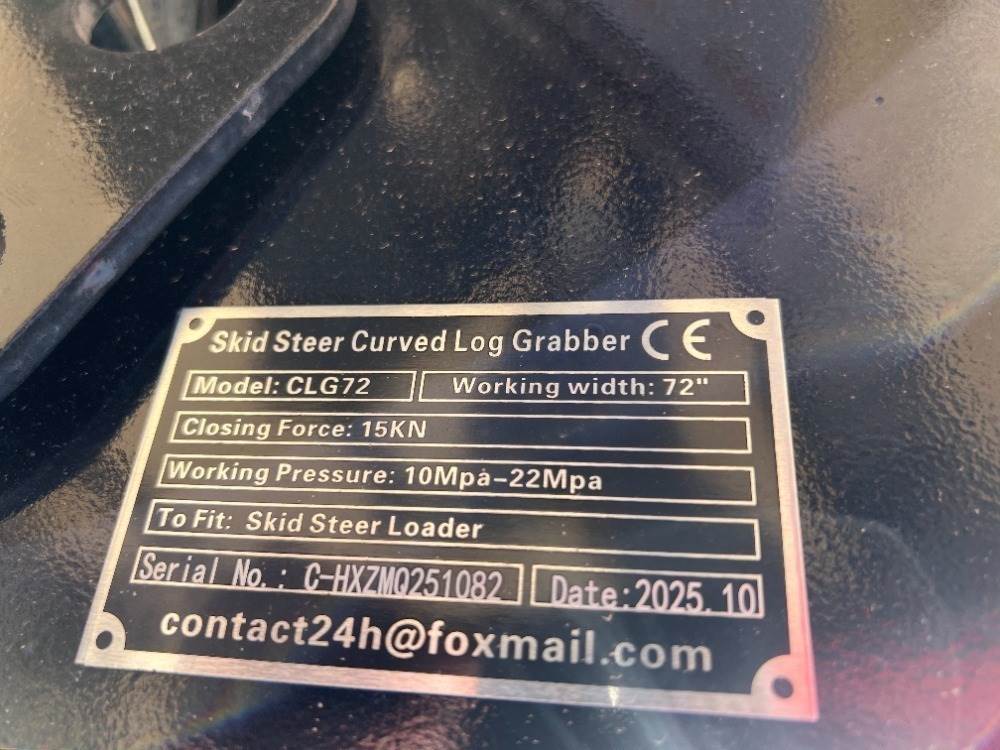 Skid Steer Curved Log Grabber CE
Model: CLG72 Working width: 72"
Closing Force: 15KN
Working Pressure: 10Mpa-22Mpa
To Fit: Skid Steer Loader
Serial No.: C-HXZMQ251082 Date:2025.10
contact24h@foxmail.com